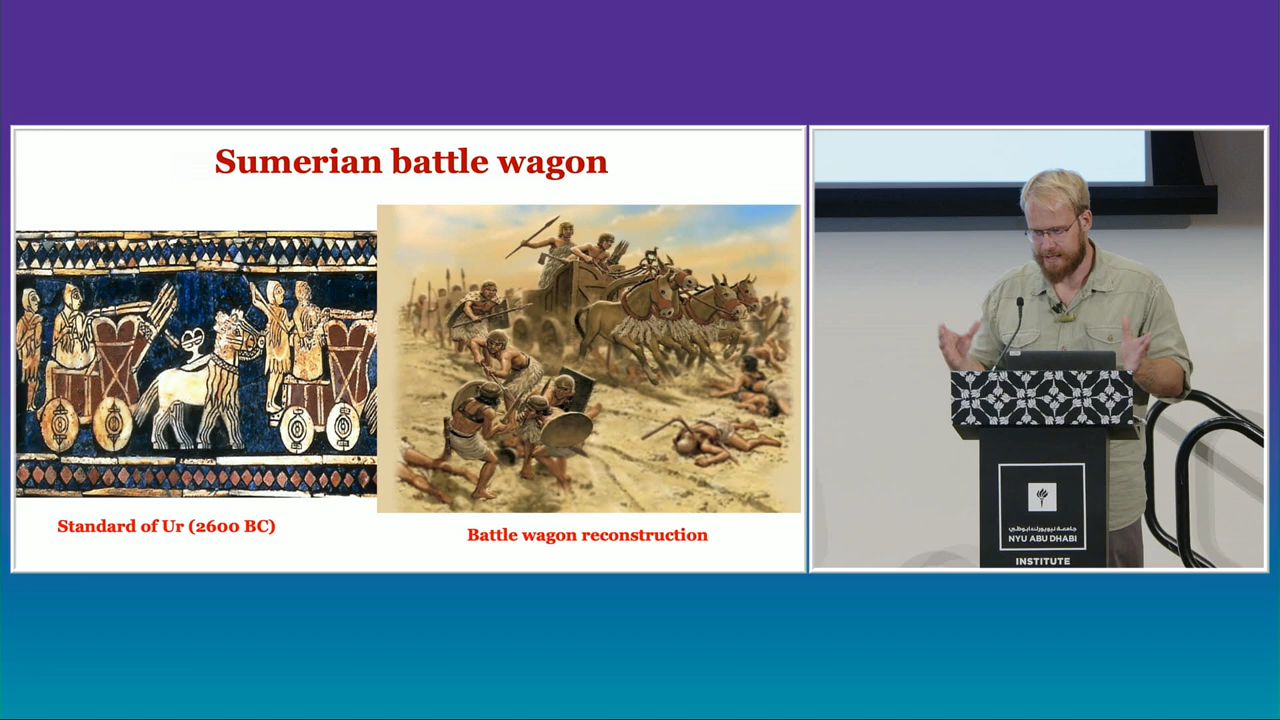 Sumerian battle wagon
Standard of Ur (2600 BC)
Battle wagon reconstruction
جامعة نيويورك أبوظبي
NYU ABU DHABI
INSTITUTE